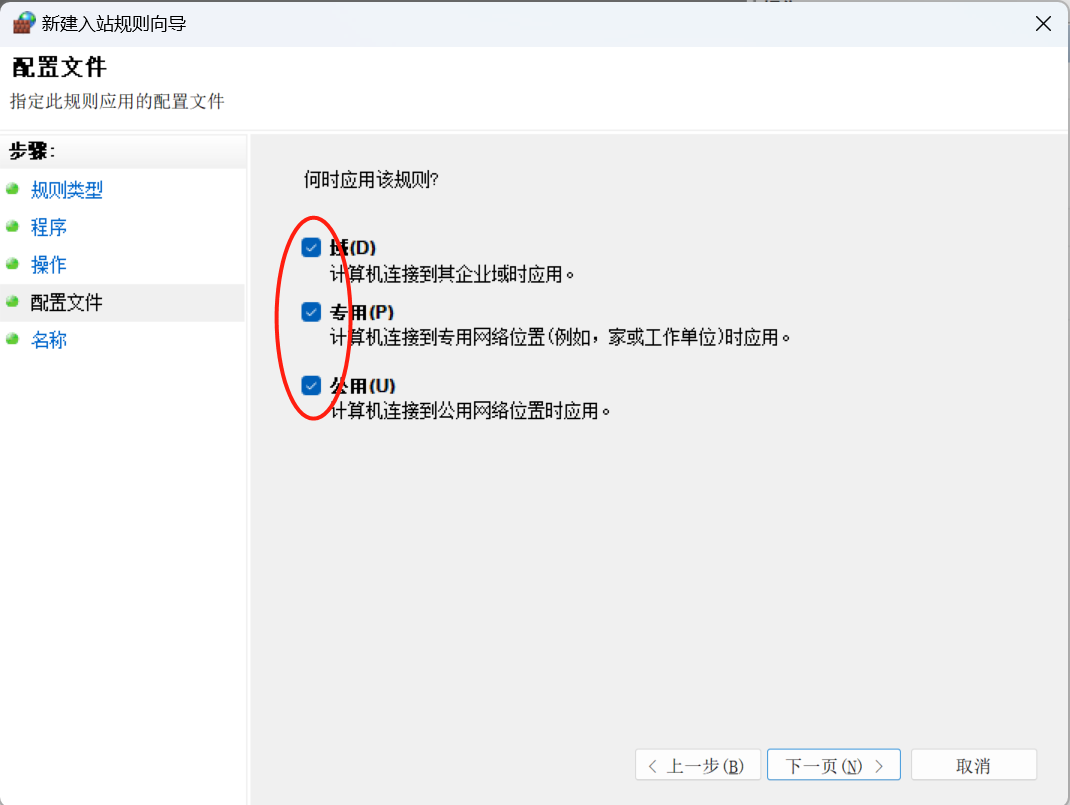 新建入站规则向导
配置文件
指定此规则应用的配置文件
步骤:
规则类型
程序
操作
配置文件
名称
何时应用该规则?
域(D)
计算机连接到其企业域时应用。
专用(P)
计算机连接到专用网络位置(例如，家或工作单位)时应用。
公用(U)
计算机连接到公用网络位置时应用。
< 上一步(B)
下一页(N) >
取消